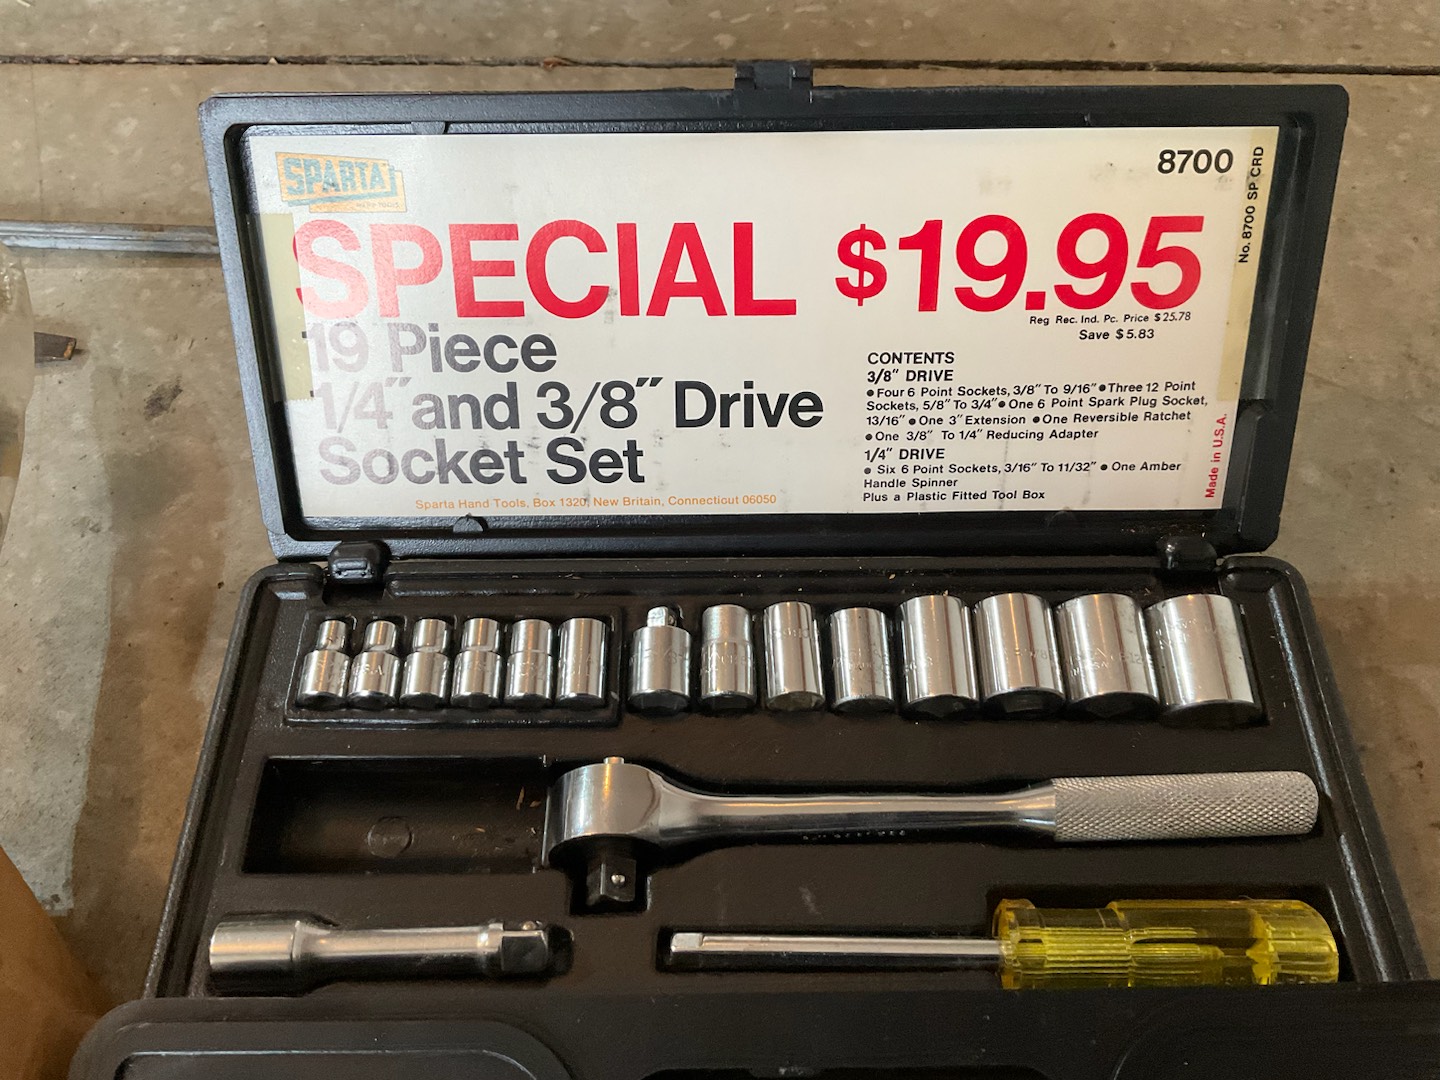 SPARTA
8700
No. 8700 SP CRD
SPECIAL $19.95
Reg Rec. Ind. Pc. Price $25.78
Save $5.83
19 Piece
1/4" and 3/8" Drive
Socket Set
CONTENTS
3/8" DRIVE
● Four 6 Point Sockets, 3/8" To 9/16" ● Three 12 Point
Sockets, 5/8" To 3/4" ● One 6 Point Spark Plug Socket,
13/16" ● One 3" Extension ● One Reversible Ratchet
● One 3/8" To 1/4" Reducing Adapter
1/4" DRIVE
● Six 6 Point Sockets, 3/16" To 11/32" ● One Amber
Handle Spinner
Plus a Plastic Fitted Tool Box
Made in U.S.A.
Sparta Hand Tools, Box 1320, New Britain, Connecticut 06050